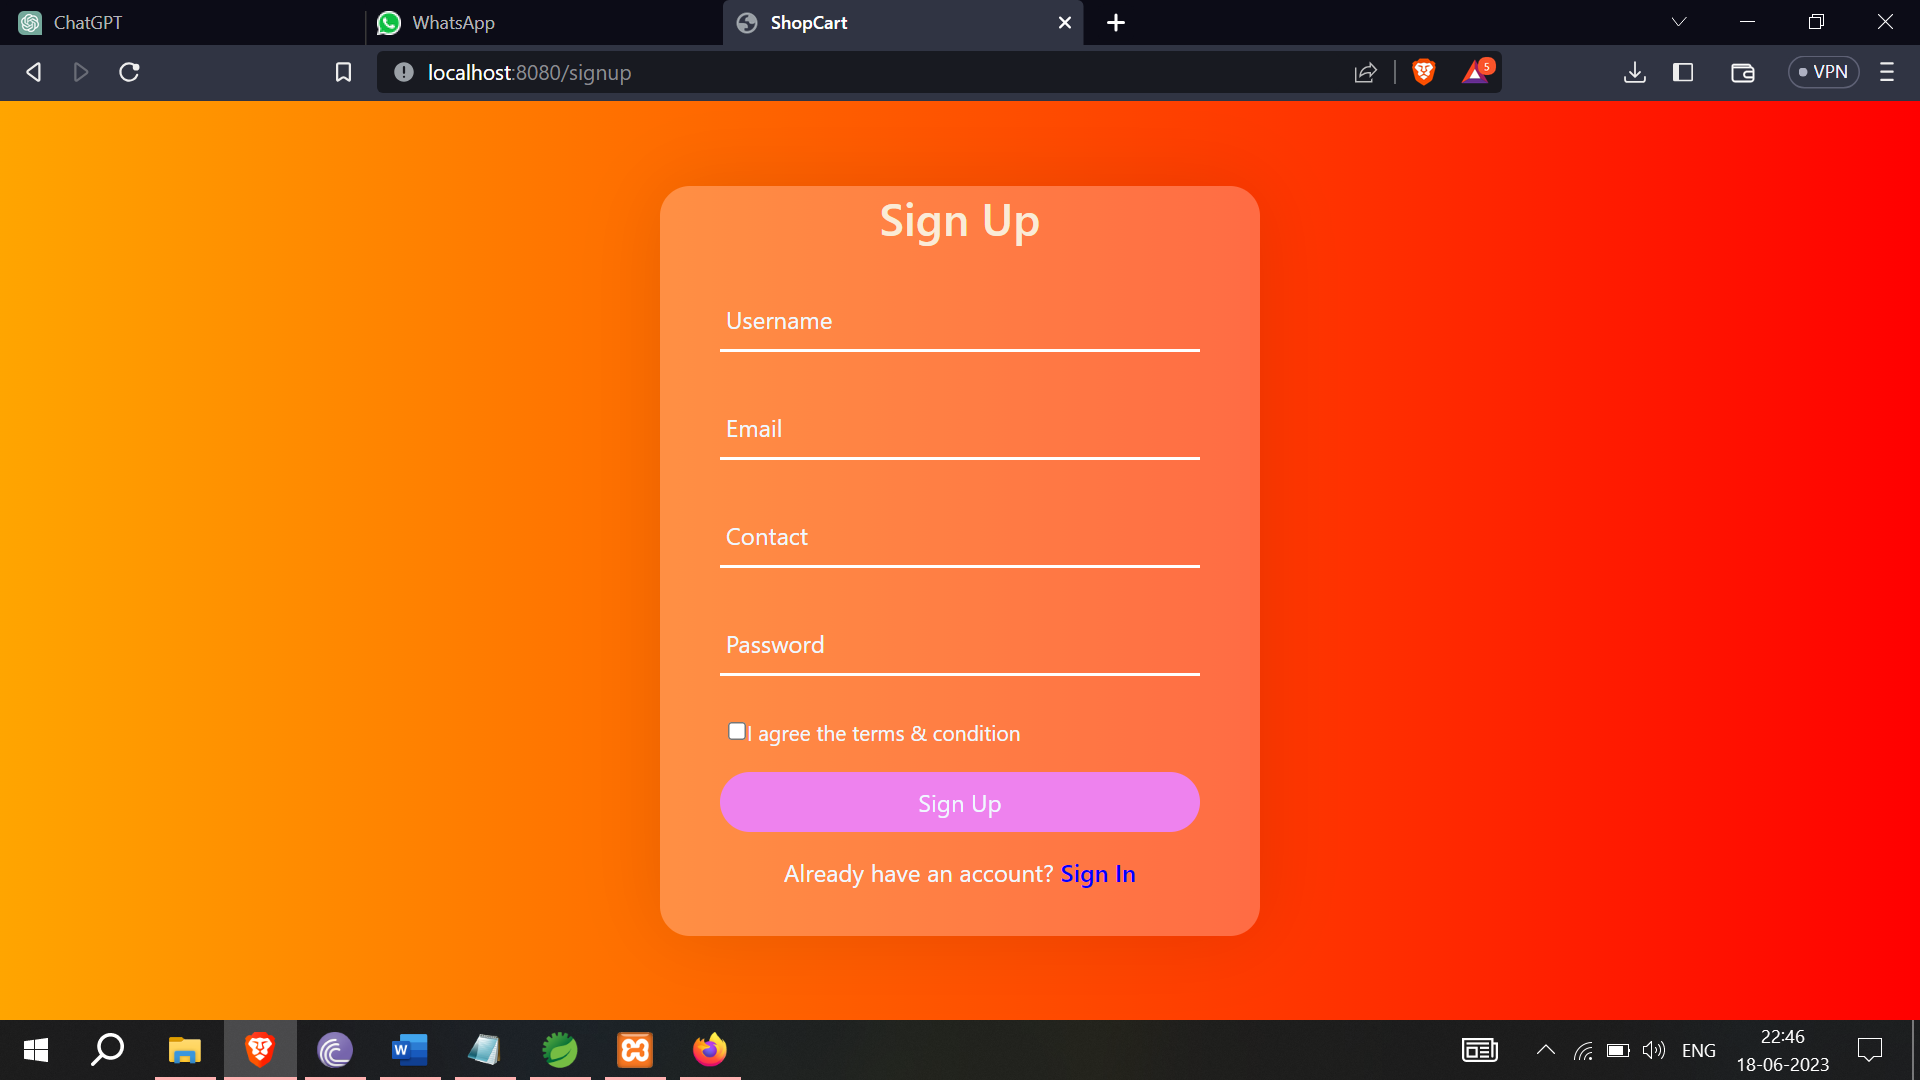 ChatGPT
WhatsApp
ShopCart
localhost:8080/signup
5
VPN
Sign Up
Username
Email
Contact
Password
I agree the terms & condition
Sign Up
Already have an account? Sign In
W
ENG
22:46
18-06-2023